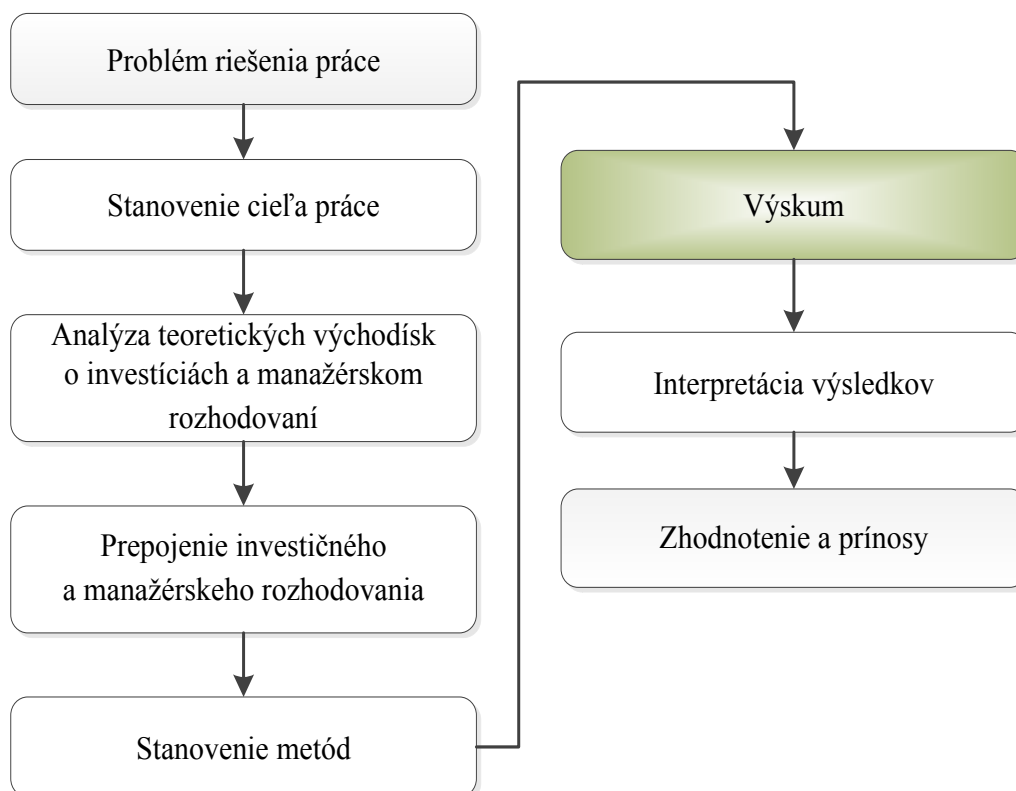 Problém riešenia práce
Stanovenie cieľa práce
Analýza teoretických východísk
o investíciách a manažérskom
rozhodovaní
Prepojenie investičného
a manažérskeho rozhodovania
Stanovenie metód
Výskum
Interpretácia výsledkov
Zhodnotenie a prínosy